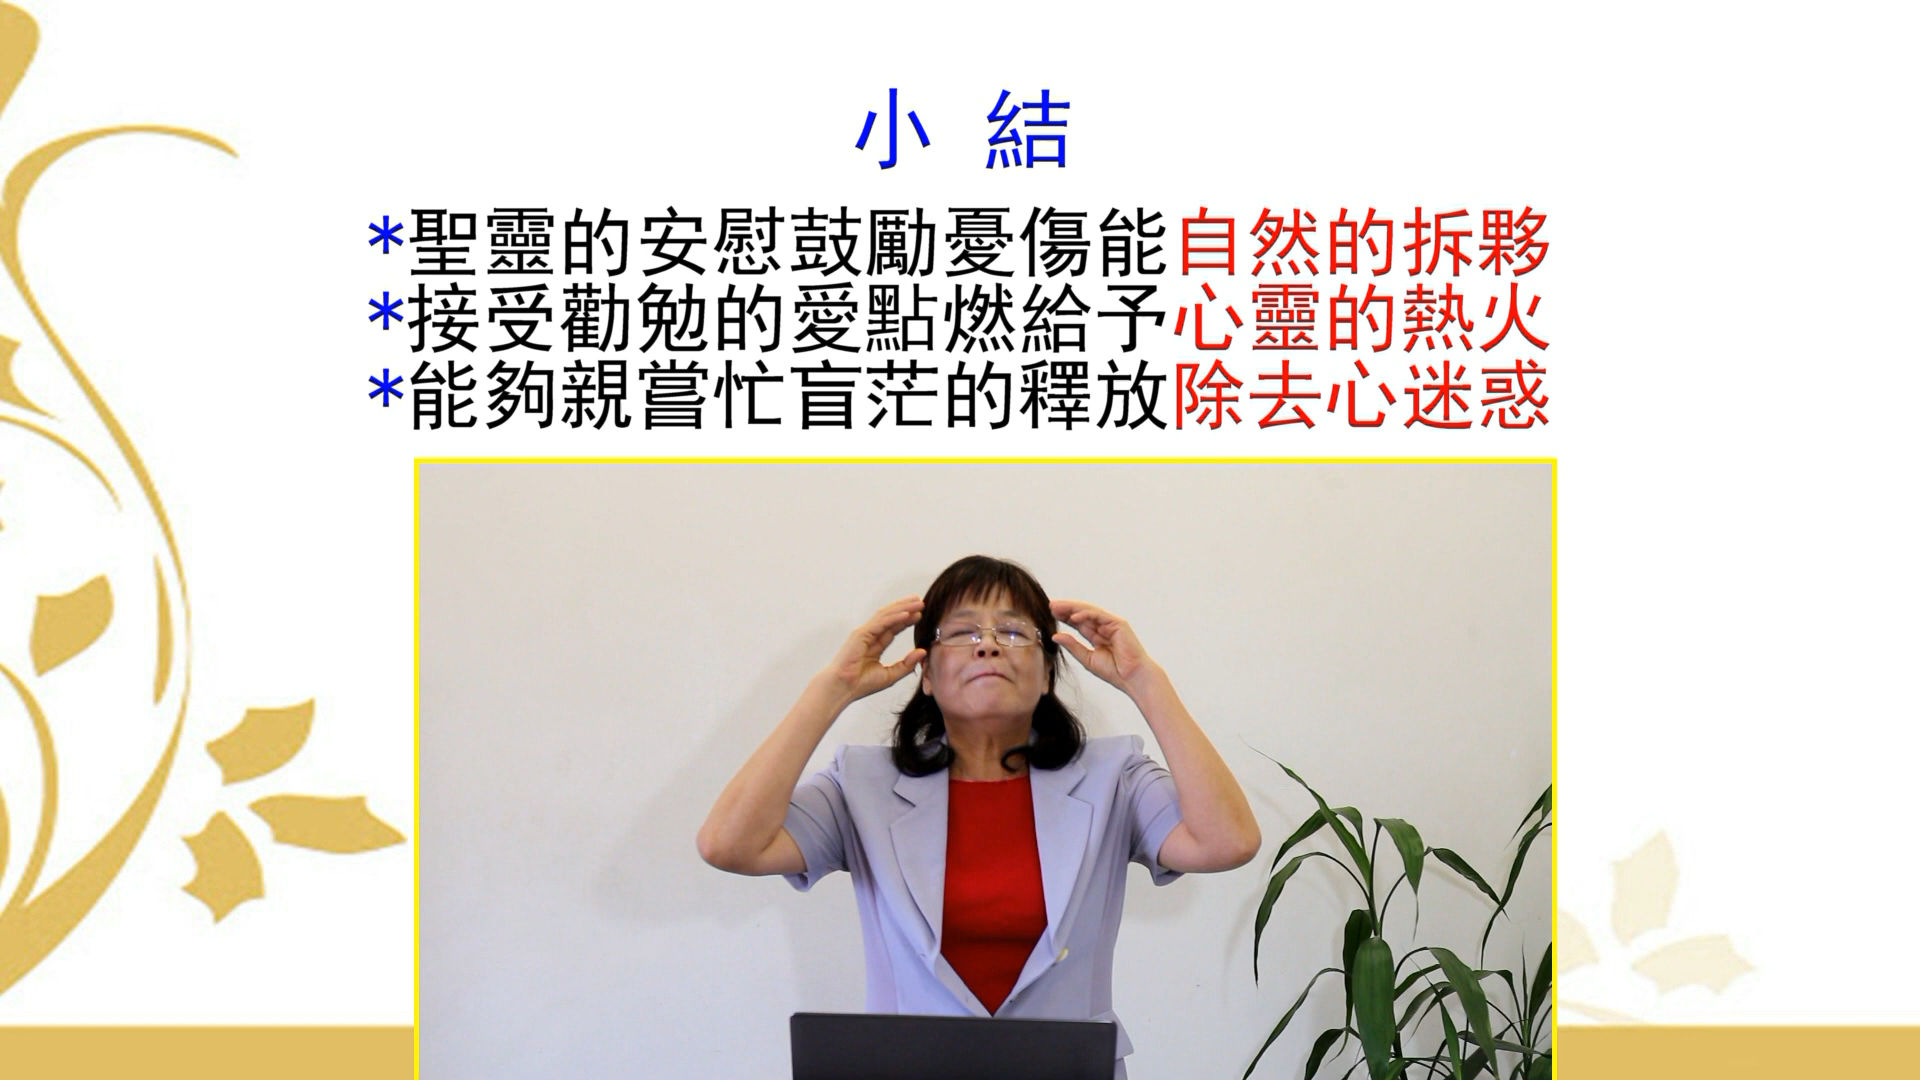 小 結
*聖靈的安慰鼓勵憂傷能自然的拆夥
*接受勸勉的愛點燃給予心靈的熱火
*能夠親嘗忙盲茫的釋放除去心迷惑